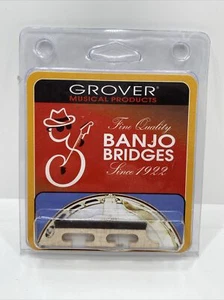 GROVER®
MUSICAL PRODUCTS
Fine Quality
BANJO
BRIDGES
Since 1922